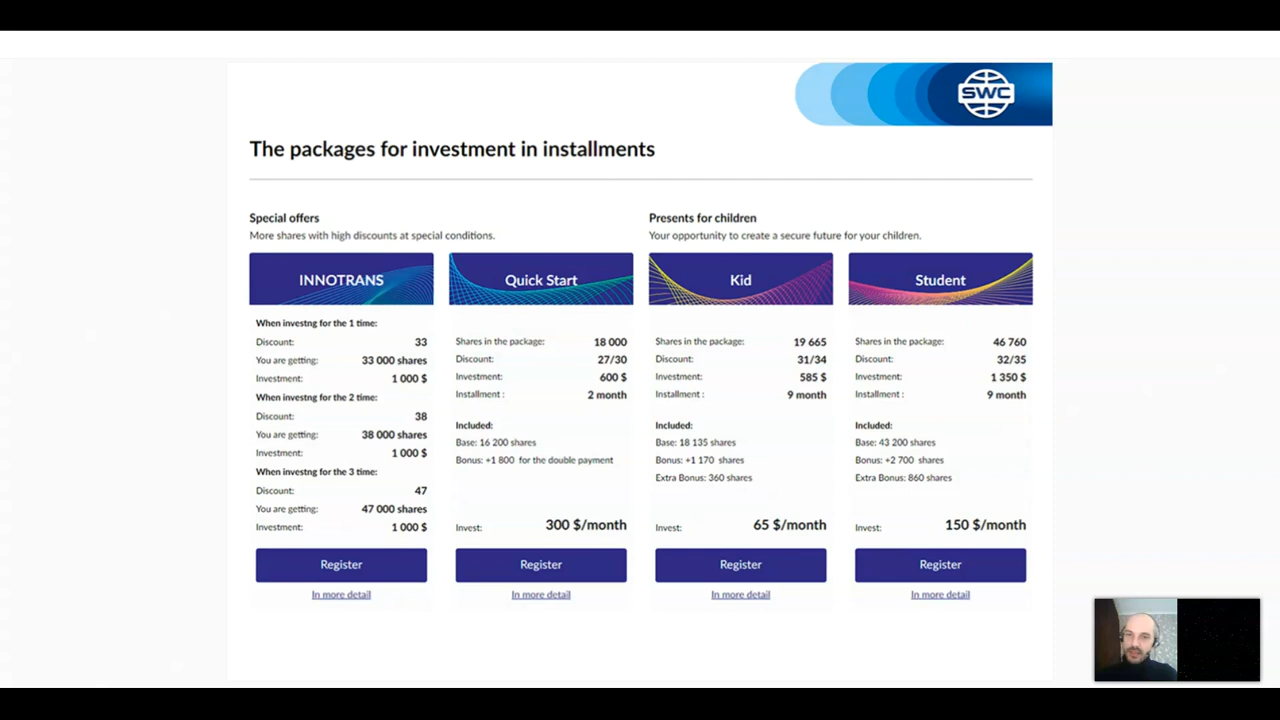 SWC
The packages for investment in installments
Special offers
More shares with high discounts at special conditions.
Presents for children
Your opportunity to create a secure future for your children.
INNOTRANS
When investng for the 1 time:
Discount: 33
You are getting: 33 000 shares
Investment: 1 000 $
When investng for the 2 time:
Discount: 38
You are getting: 38 000 shares
Investment: 1 000 $
When investng for the 3 time:
Discount: 47
You are getting: 47 000 shares
Investment: 1 000 $
Register
In more detail
Quick Start
Shares in the package: 18 000
Discount: 27/30
Investment: 600 $
Installment : 2 month
Included:
Base: 16 200 shares
Bonus: +1 800 for the double payment
Invest: 300 $/month
Register
In more detail
Kid
Shares in the package: 19 665
Discount: 31/34
Investment: 585 $
Installment : 9 month
Included:
Base: 18 135 shares
Bonus: +1 170 shares
Extra Bonus: 360 shares
Invest: 65 $/month
Register
In more detail
Student
Shares in the package: 46 760
Discount: 32/35
Investment: 1 350 $
Installment : 9 month
Included:
Base: 43 200 shares
Bonus: +2 700 shares
Extra Bonus: 860 shares
Invest: 150 $/month
Register
In more detail